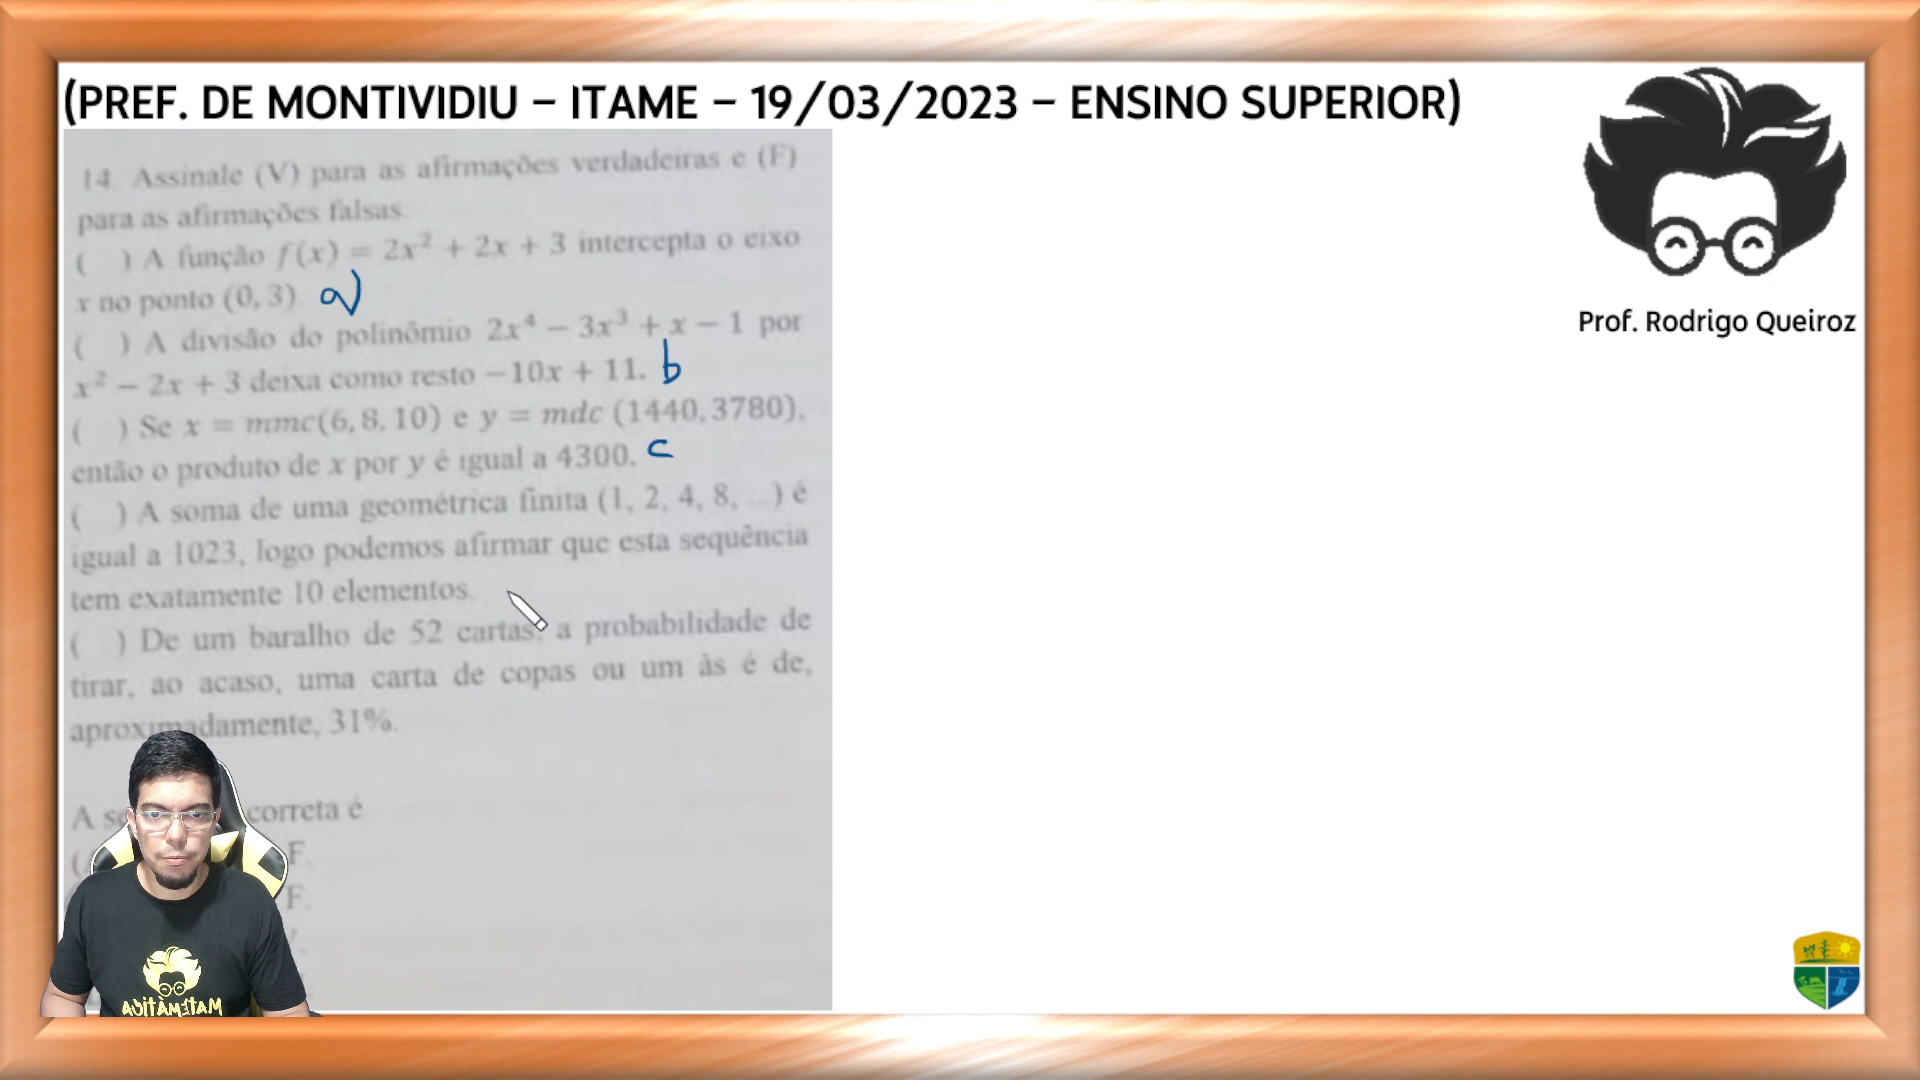 (PREF. DE MONTIVIDIU – ITAME – 19/03/2023 – ENSINO SUPERIOR)
14. Assinale (V) para as afirmações verdadeiras e (F)
para as afirmações falsas.
( ) A função f(x) = 2x² + 2x + 3 intercepta o eixo
x no ponto (0, 3). a)
( ) A divisão do polinômio 2x⁴ − 3x³ + x − 1 por
x² − 2x + 3 deixa como resto −10x + 11. b
( ) Se x = mmc(6, 8, 10) e y = mdc (1440, 3780),
então o produto de x por y é igual a 4300. c
( ) A soma de uma geométrica finita (1, 2, 4, 8, ...) é
igual a 1023, logo podemos afirmar que esta sequência
tem exatamente 10 elementos.
( ) De um baralho de 52 cartas, a probabilidade de
tirar, ao acaso, uma carta de copas ou um às é de,
aproximadamente, 31%.
A correta é
F.
F.
Prof. Rodrigo Queiroz
MATEMÁTICA